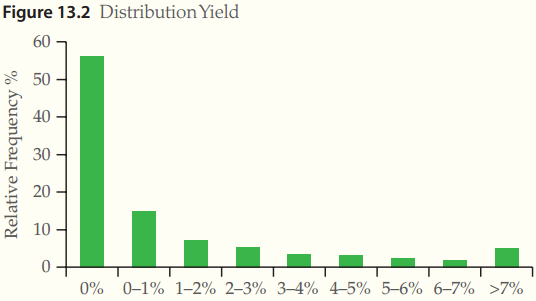 Figure 13.2 Distribution Yield
60
50
40
30
20
10
0
Relative Frequency %
0% 0–1% 1–2% 2–3% 3–4% 4–5% 5–6% 6–7% >7%